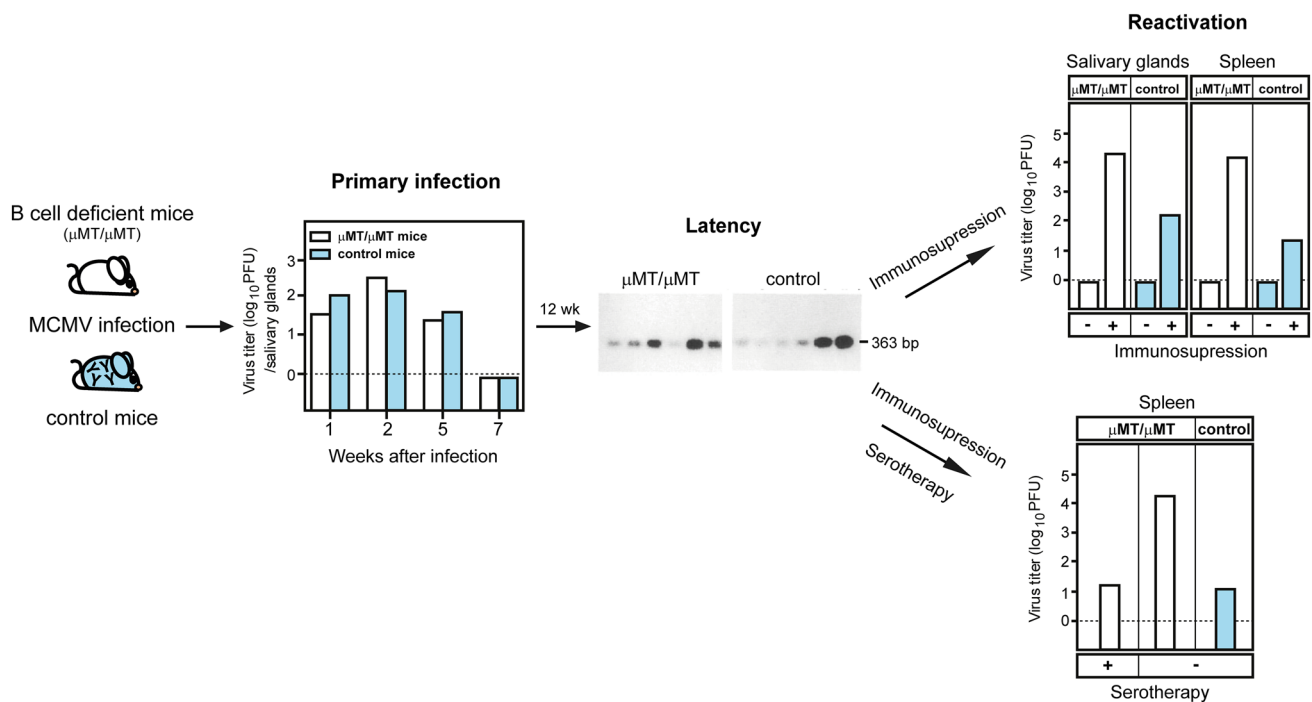 B cell deficient mice
(μMT/μMT)
MCMV infection
control mice
Primary infection
μMT/μMT mice
control mice
Virus titer (log10PFU)
/salivary glands
3
2
1
0
1 2 5 7
Weeks after infection
12 wk
Latency
μMT/μMT control
363 bp
Immunosupression
Immunosupression
Serotherapy
Reactivation
Salivary glands Spleen
μMT/μMT control μMT/μMT control
Virus titer (log10PFU)
5
4
3
2
1
0
- + - + - + - +
Immunosupression
Spleen
μMT/μMT control
Virus titer (log10PFU)
5
4
3
2
1
0
+ -
Serotherapy